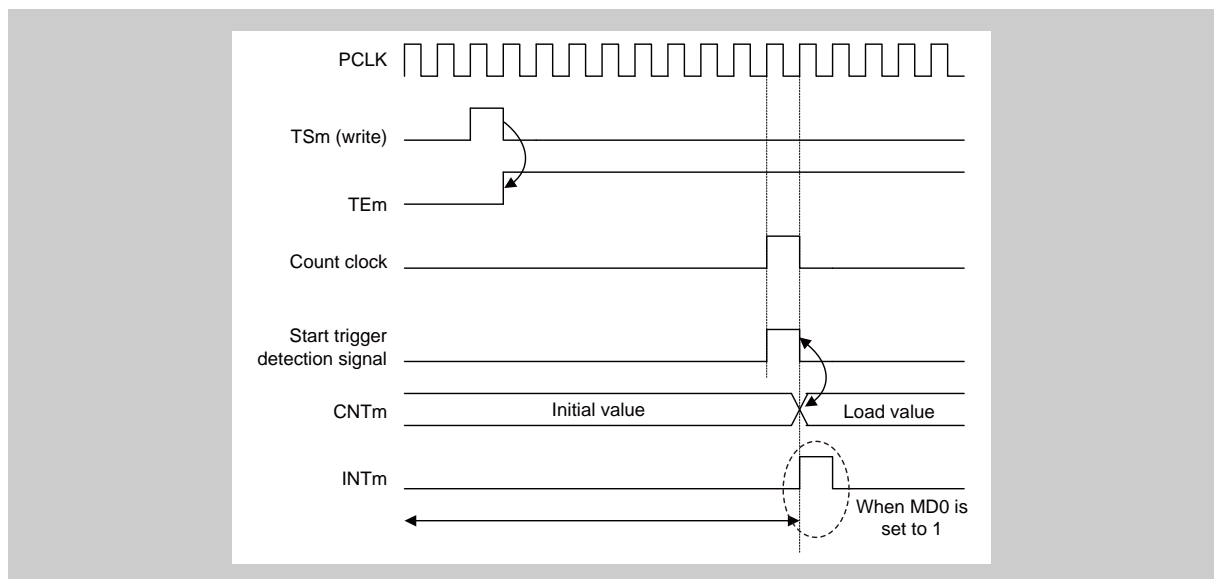 PCLK
TSm (write)
TEm
Count clock
Start trigger
detection signal
CNTm
Initial value
Load value
INTm
When MD0 is
set to 1